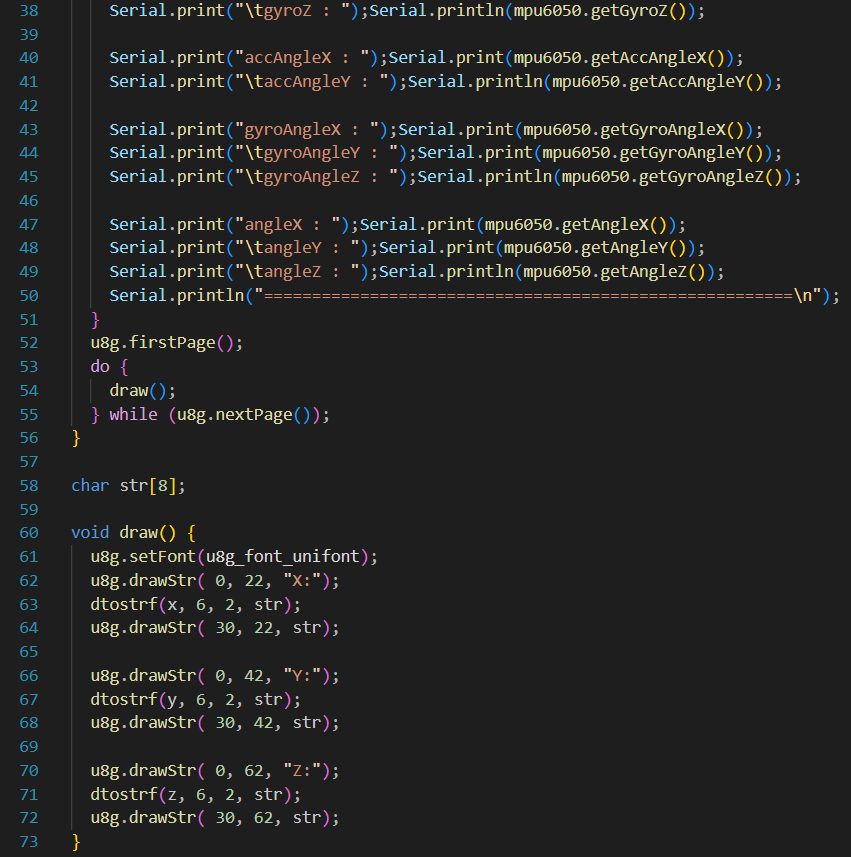 38 Serial.print("\tgyroZ : ");Serial.println(mpu6050.getGyroZ());
39
40 Serial.print("accAngleX : ");Serial.print(mpu6050.getAccAngleX());
41 Serial.print("\taccAngleY : ");Serial.println(mpu6050.getAccAngleY());
42
43 Serial.print("gyroAngleX : ");Serial.print(mpu6050.getGyroAngleX());
44 Serial.print("\tgyroAngleY : ");Serial.print(mpu6050.getGyroAngleY());
45 Serial.print("\tgyroAngleZ : ");Serial.println(mpu6050.getGyroAngleZ());
46
47 Serial.print("angleX : ");Serial.print(mpu6050.getAngleX());
48 Serial.print("\tangleY : ");Serial.print(mpu6050.getAngleY());
49 Serial.print("\tangleZ : ");Serial.println(mpu6050.getAngleZ());
50 Serial.println("=======================================================\n");
51 }
52 u8g.firstPage();
53 do {
54 draw();
55 } while (u8g.nextPage());
56 }
57
58 char str[8];
59
60 void draw() {
61 u8g.setFont(u8g_font_unifont);
62 u8g.drawStr( 0, 22, "X:");
63 dtostrf(x, 6, 2, str);
64 u8g.drawStr( 30, 22, str);
65
66 u8g.drawStr( 0, 42, "Y:");
67 dtostrf(y, 6, 2, str);
68 u8g.drawStr( 30, 42, str);
69
70 u8g.drawStr( 0, 62, "Z:");
71 dtostrf(z, 6, 2, str);
72 u8g.drawStr( 30, 62, str);
73 }